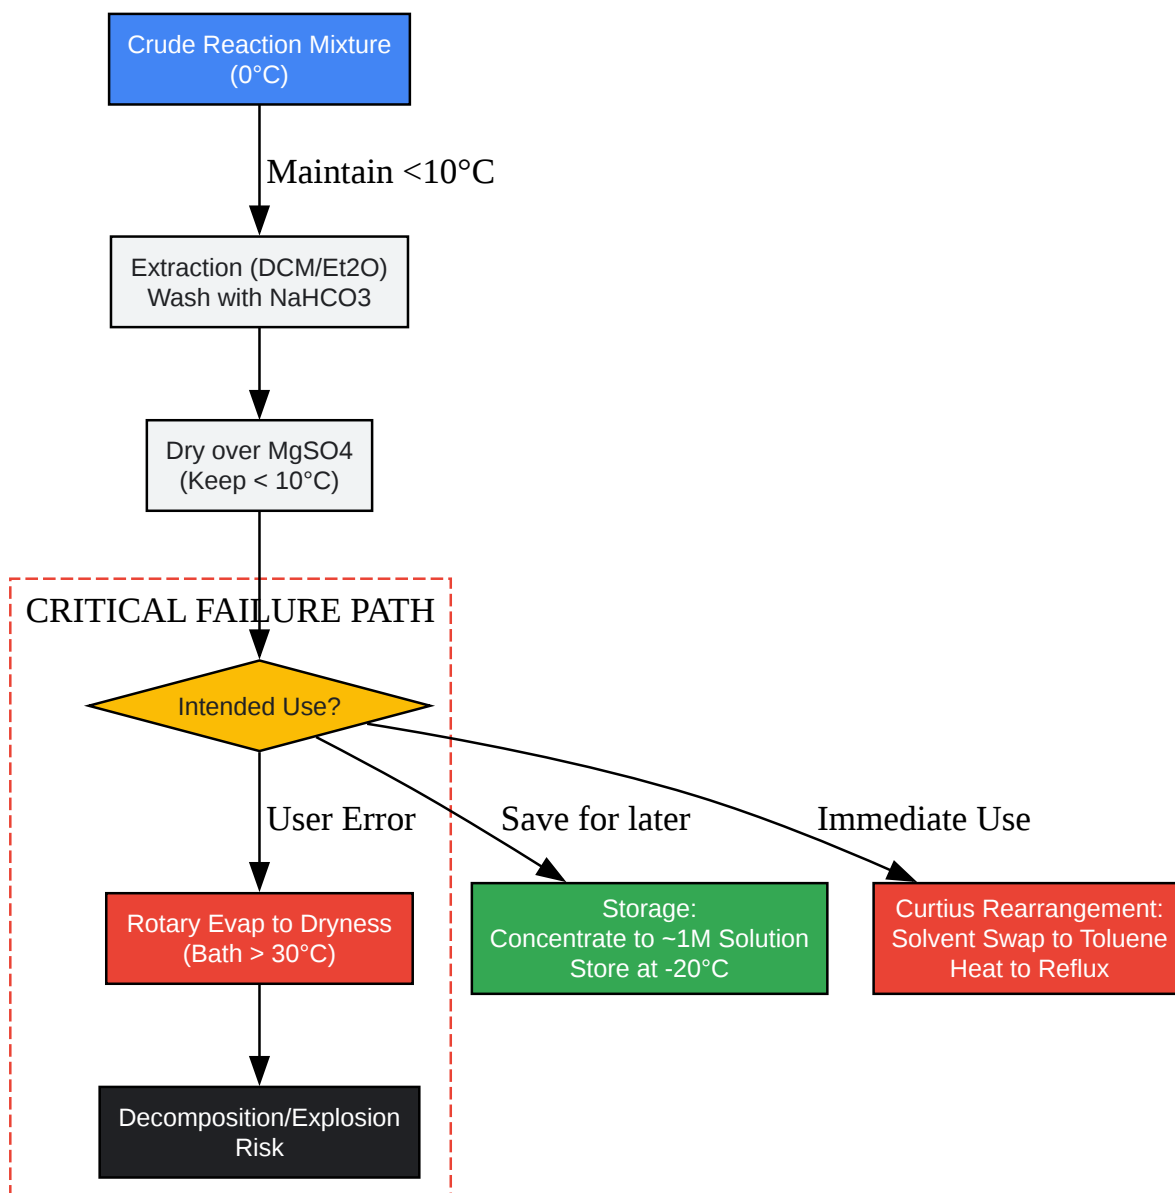 Crude Reaction Mixture
(0°C)
Maintain <10°C
Extraction (DCM/Et2O)
Wash with NaHCO3
Dry over MgSO4
(Keep < 10°C)
CRITICAL FAILURE PATH
Intended Use?
User Error
Save for later
Immediate Use
Rotary Evap to Dryness
(Bath > 30°C)
Storage:
Concentrate to ~1M Solution
Store at -20°C
Curtius Rearrangement:
Solvent Swap to Toluene
Heat to Reflux
Decomposition/Explosion
Risk